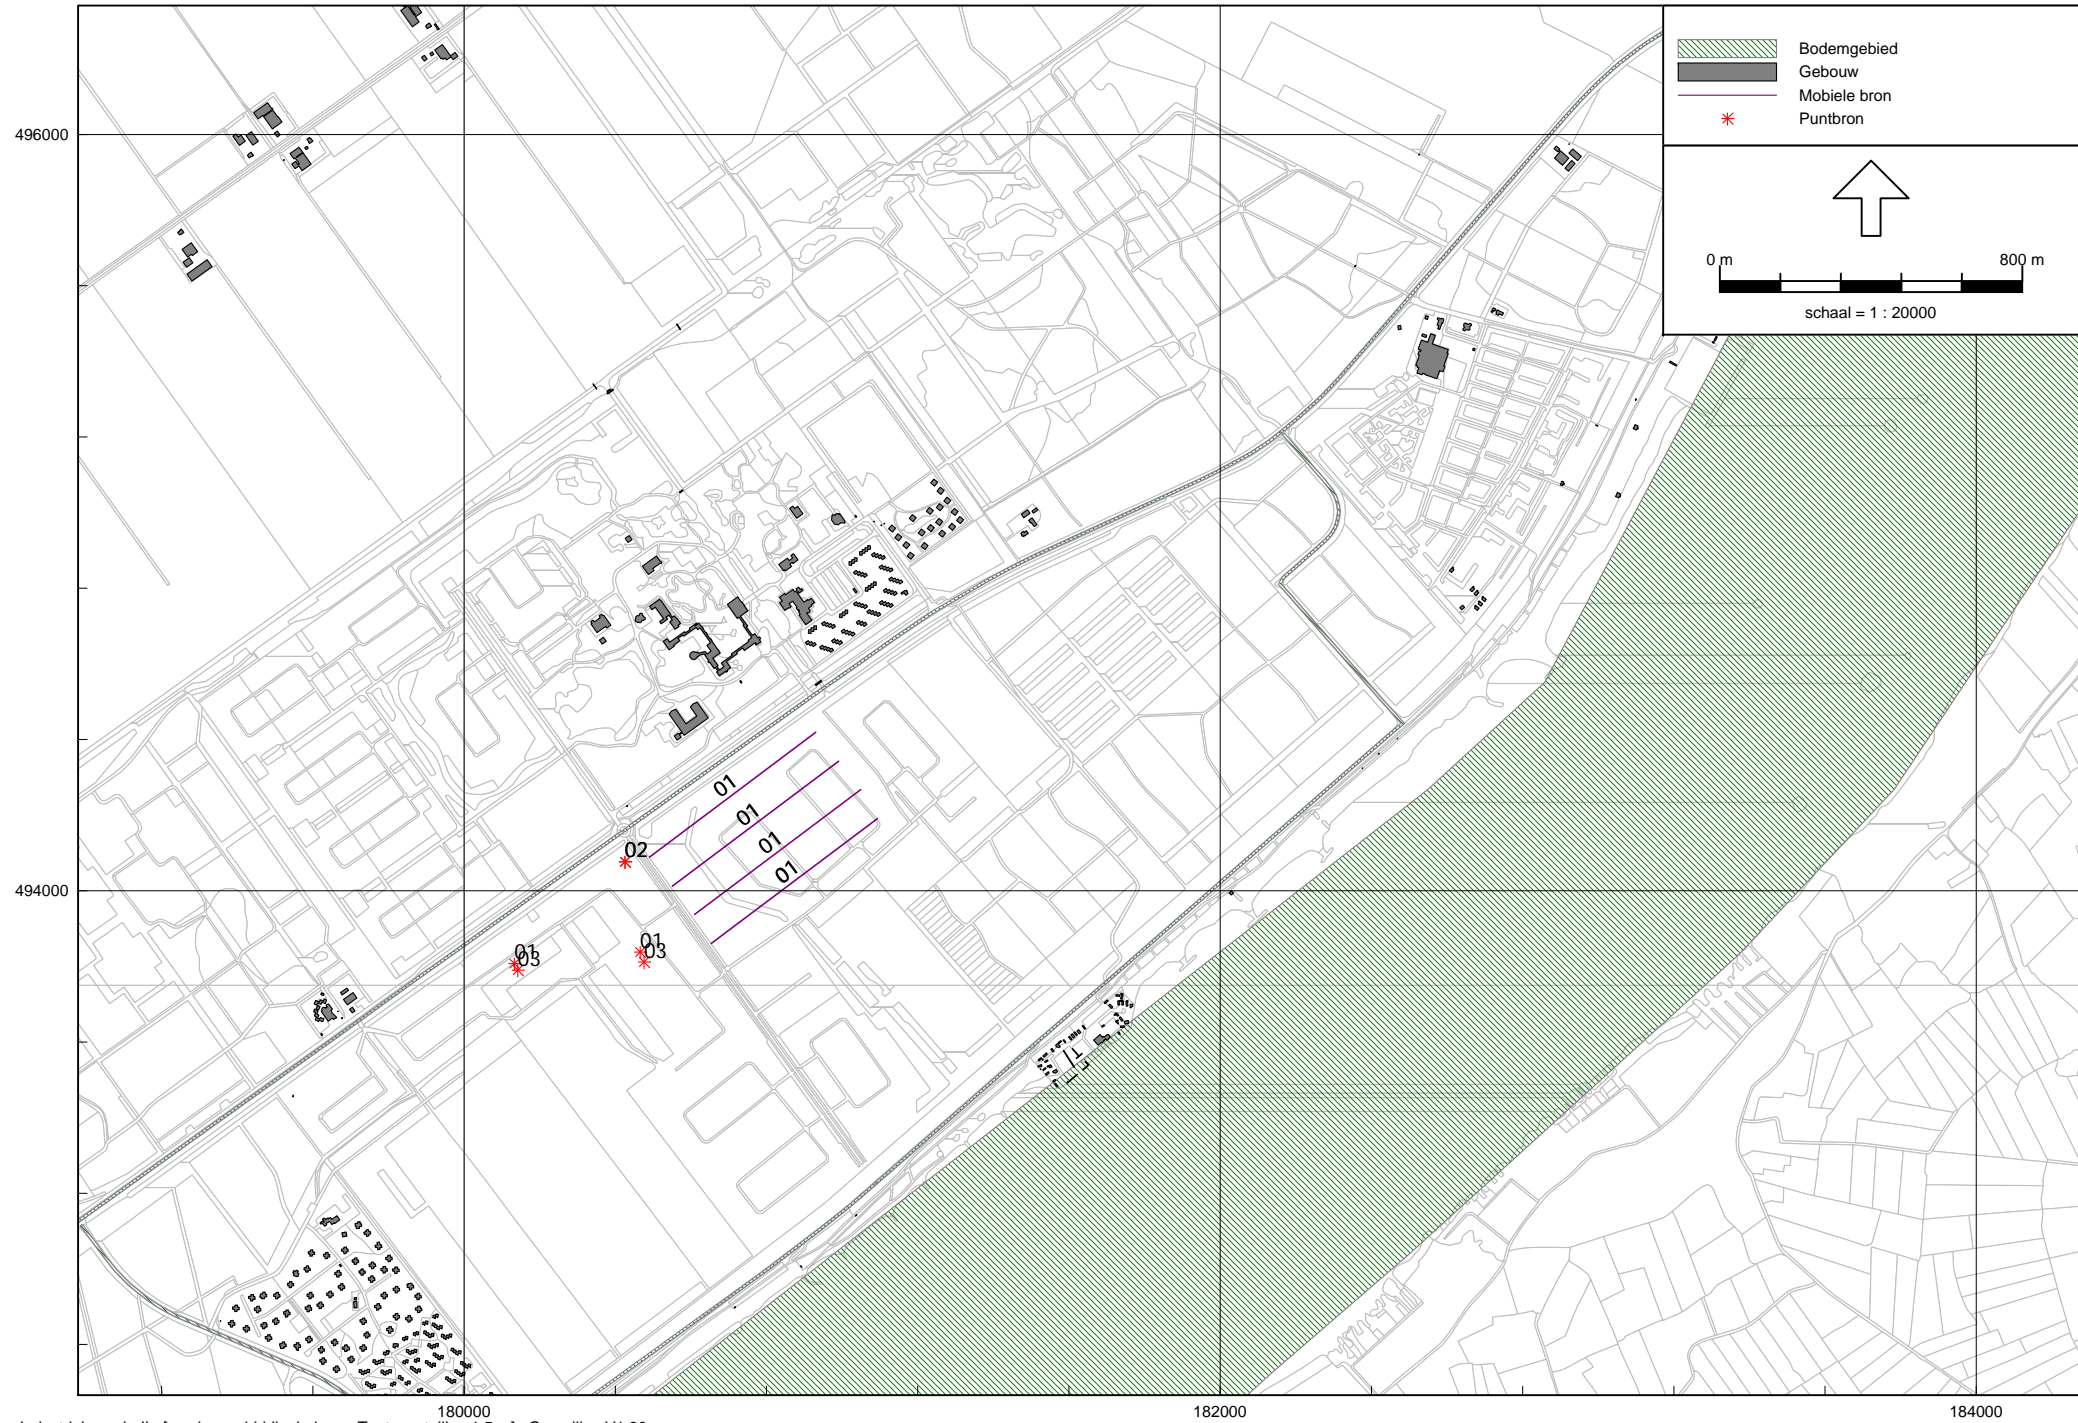 Bodemgebied
Gebouw
Mobiele bron
Puntbron
496000
0 m 800 m
schaal = 1 : 20000
01
01
01
01
02
494000
01
03
01
03
180000 182000 184000